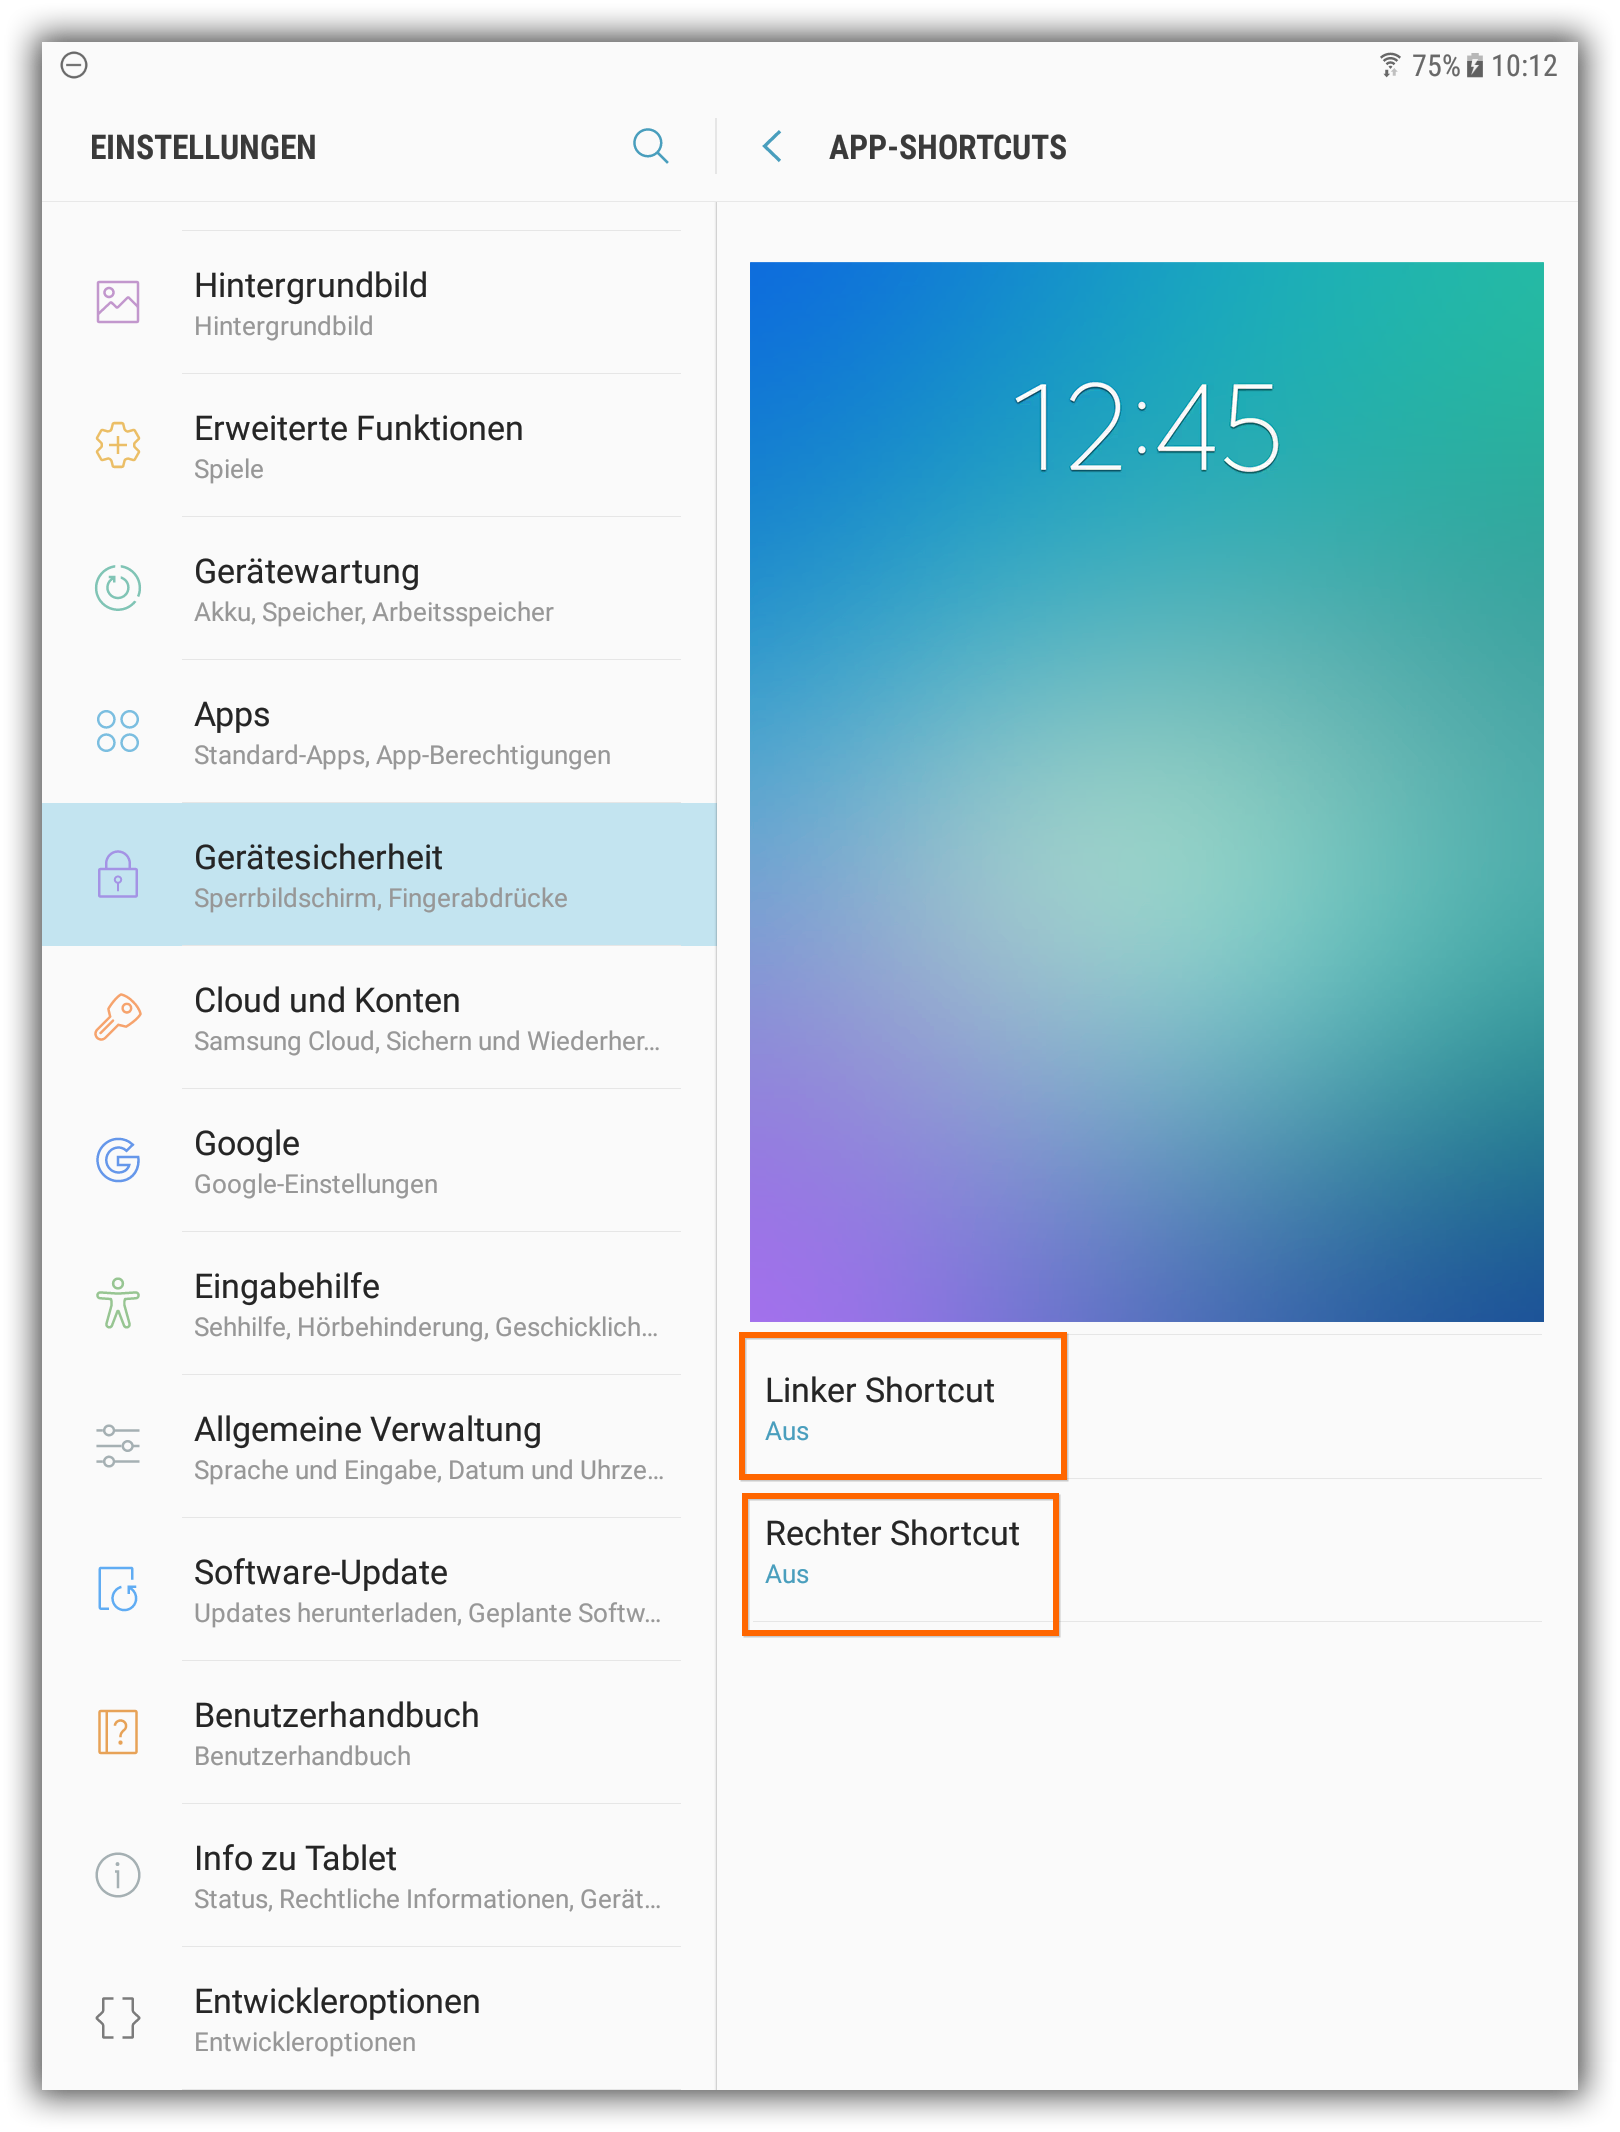 75% 10:12
EINSTELLUNGEN
APP-SHORTCUTS
Hintergrundbild
Hintergrundbild
Erweiterte Funktionen
Spiele
Gerätewartung
Akku, Speicher, Arbeitsspeicher
Apps
Standard-Apps, App-Berechtigungen
Gerätesicherheit
Sperrbildschirm, Fingerabdrücke
Cloud und Konten
Samsung Cloud, Sichern und Wiederher...
Google
Google-Einstellungen
Eingabehilfe
Sehhilfe, Hörbehinderung, Geschicklich...
Allgemeine Verwaltung
Sprache und Eingabe, Datum und Uhrze...
Software-Update
Updates herunterladen, Geplante Softw...
Benutzerhandbuch
Benutzerhandbuch
Info zu Tablet
Status, Rechtliche Informationen, Gerät...
Entwickleroptionen
Entwickleroptionen
12:45
Linker Shortcut
Aus
Rechter Shortcut
Aus